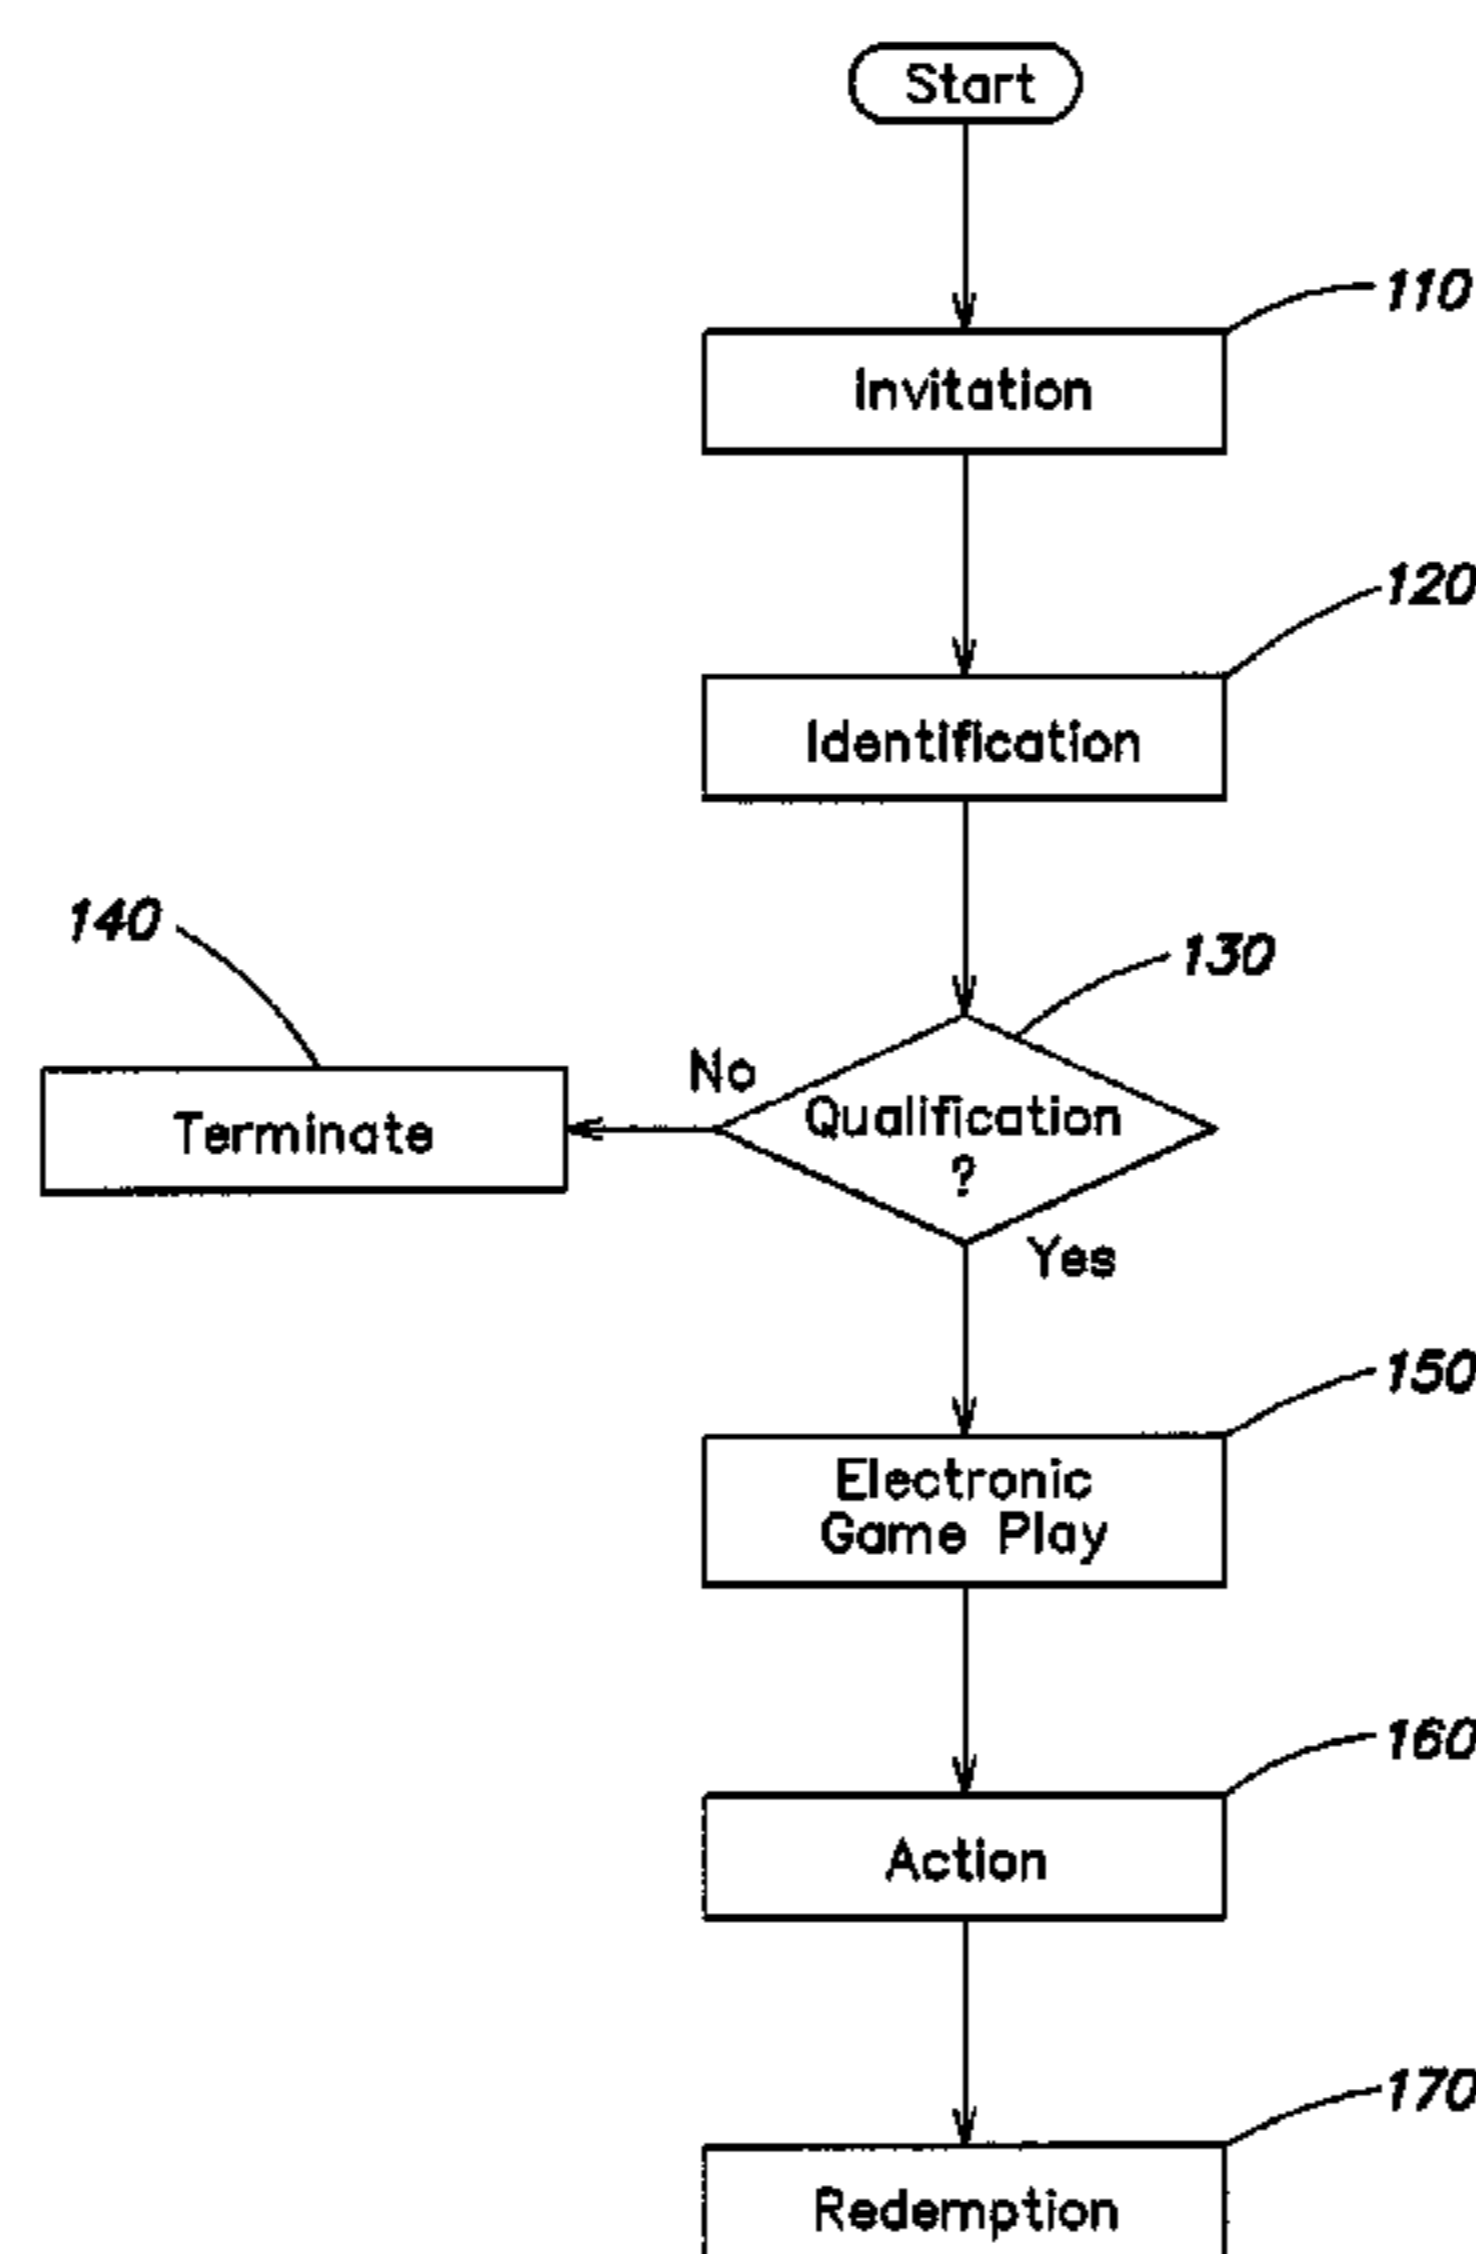 Start
110
Invitation
120
Identification
140
130
No
Qualification
?
Terminate
Yes
150
Electronic
Game Play
160
Action
170
Redemption